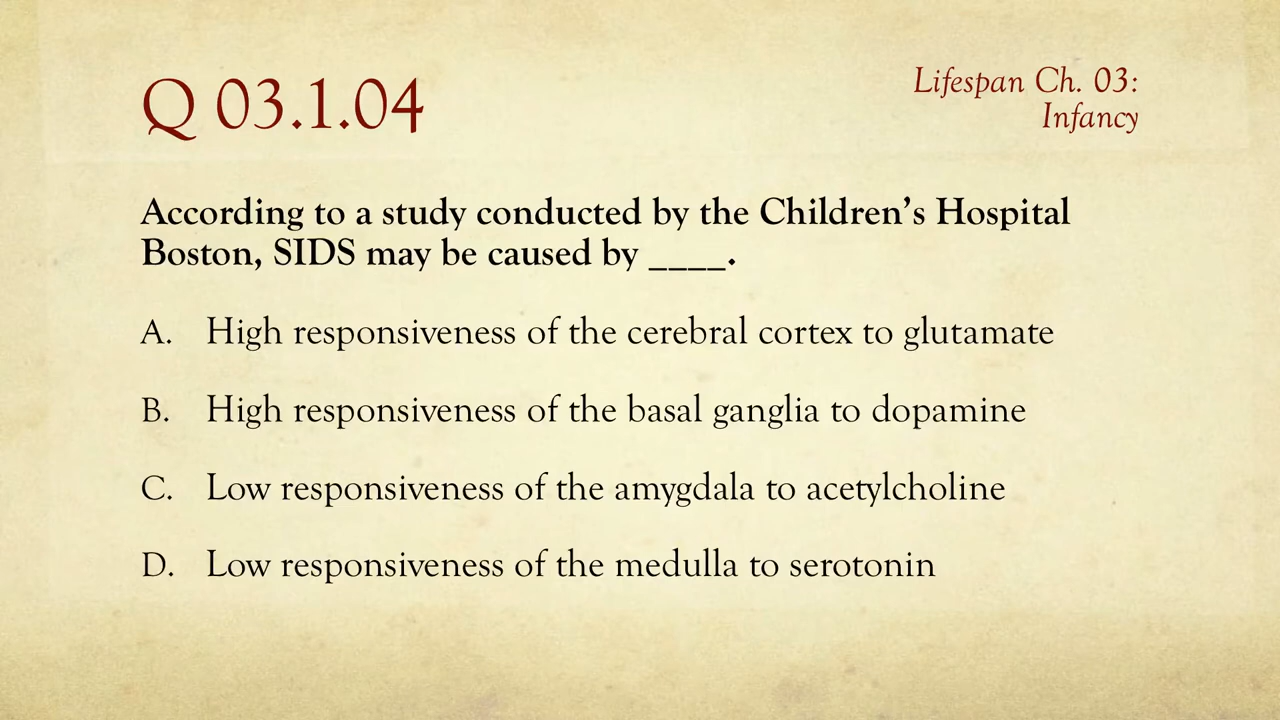 Q 03.1.04
Lifespan Ch. 03:
Infancy
According to a study conducted by the Children’s Hospital
Boston, SIDS may be caused by ____.
A. High responsiveness of the cerebral cortex to glutamate
B. High responsiveness of the basal ganglia to dopamine
C. Low responsiveness of the amygdala to acetylcholine
D. Low responsiveness of the medulla to serotonin